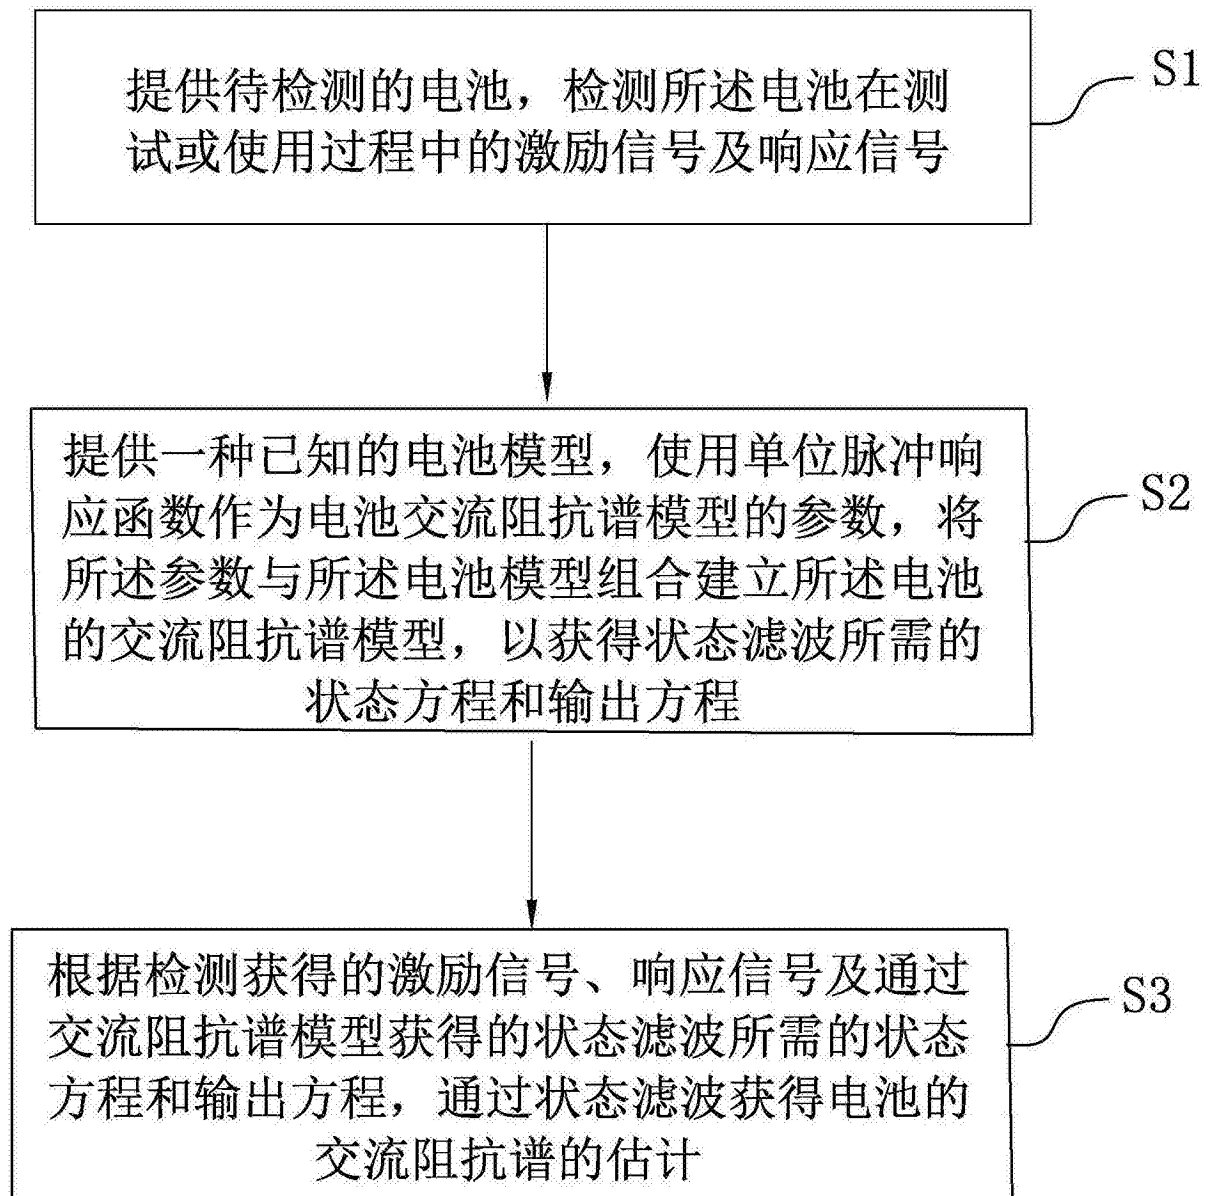 提供待检测的电池，检测所述电池在测
试或使用过程中的激励信号及响应信号
S1
提供一种已知的电池模型，使用单位脉冲响
应函数作为电池交流阻抗谱模型的参数，将
所述参数与所述电池模型组合建立所述电池
的交流阻抗谱模型，以获得状态滤波所需的
状态方程和输出方程
S2
根据检测获得的激励信号、响应信号及通过
交流阻抗谱模型获得的状态滤波所需的状态
方程和输出方程，通过状态滤波获得电池的
交流阻抗谱的估计
S3